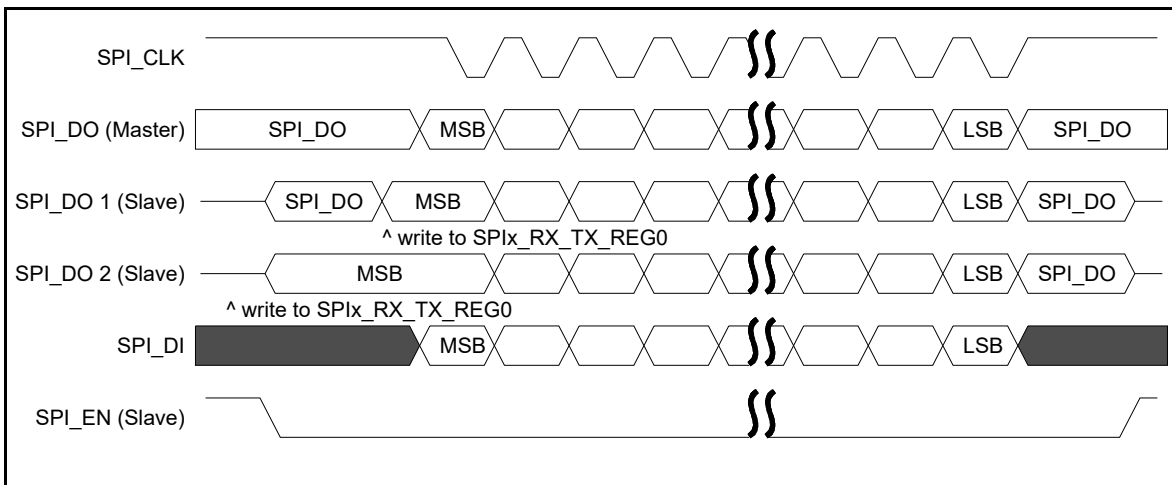 SPI_CLK
SPI_DO (Master) SPI_DO MSB LSB SPI_DO
SPI_DO 1 (Slave) SPI_DO MSB LSB SPI_DO
^ write to SPIx_RX_TX_REG0
SPI_DO 2 (Slave) MSB LSB SPI_DO
^ write to SPIx_RX_TX_REG0
SPI_DI MSB LSB
SPI_EN (Slave)